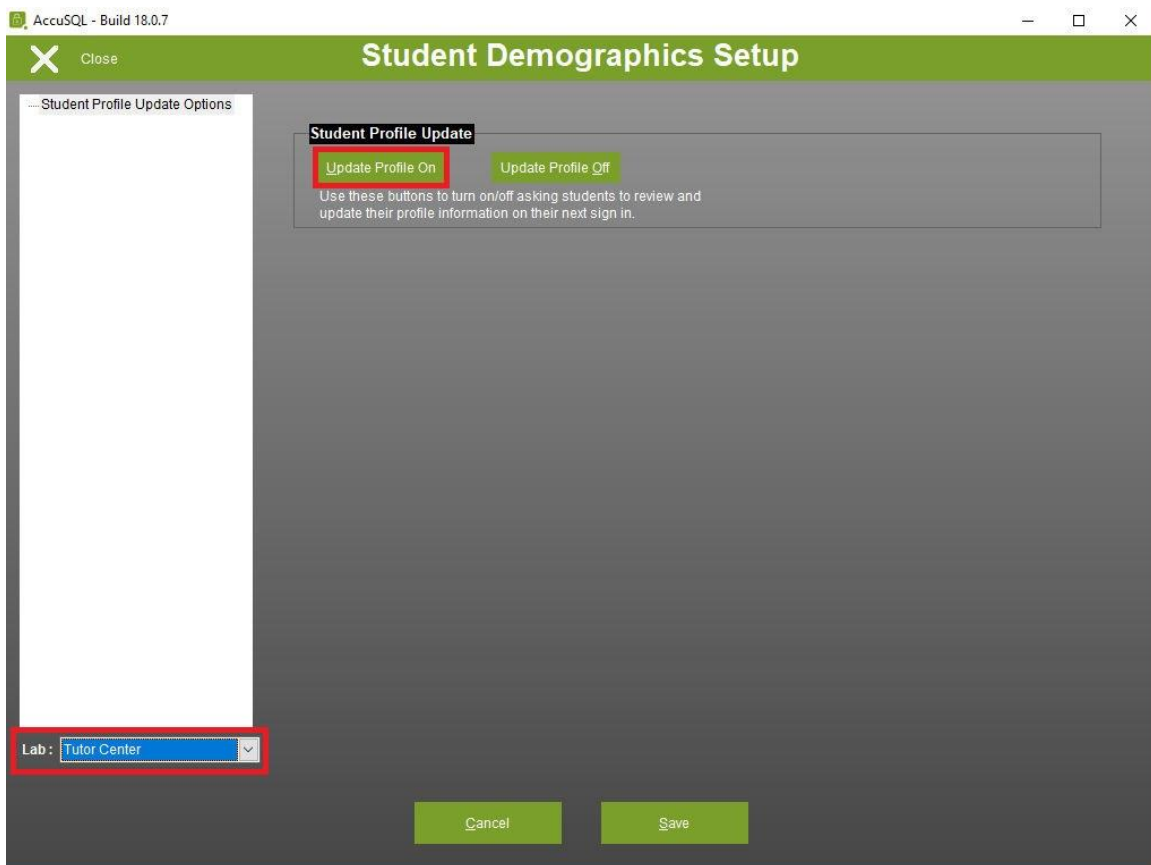 AccuSQL - Build 18.0.7
Close
Student Demographics Setup
Student Profile Update Options
Student Profile Update
Update Profile On
Update Profile Off
Use these buttons to turn on/off asking students to review and
update their profile information on their next sign in.
Lab : Tutor Center
Cancel
Save